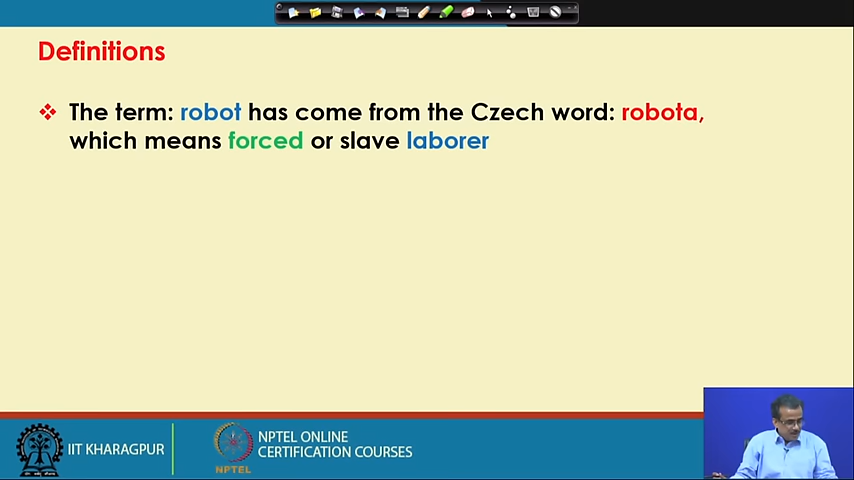 Definitions
The term: robot has come from the Czech word: robota,
which means forced or slave laborer
IIT KHARAGPUR
NPTEL
NPTEL ONLINE
CERTIFICATION COURSES